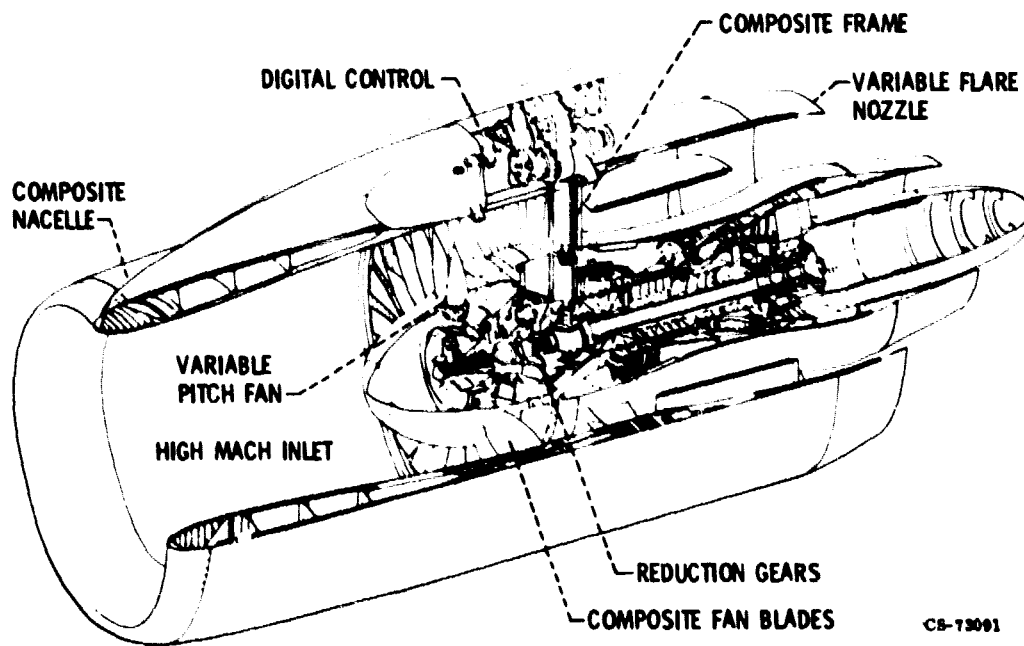 COMPOSITE FRAME
DIGITAL CONTROL
VARIABLE FLARE
NOZZLE
COMPOSITE
NACELLE
VARIABLE
PITCH FAN
HIGH MACH INLET
REDUCTION GEARS
COMPOSITE FAN BLADES
CS-73091